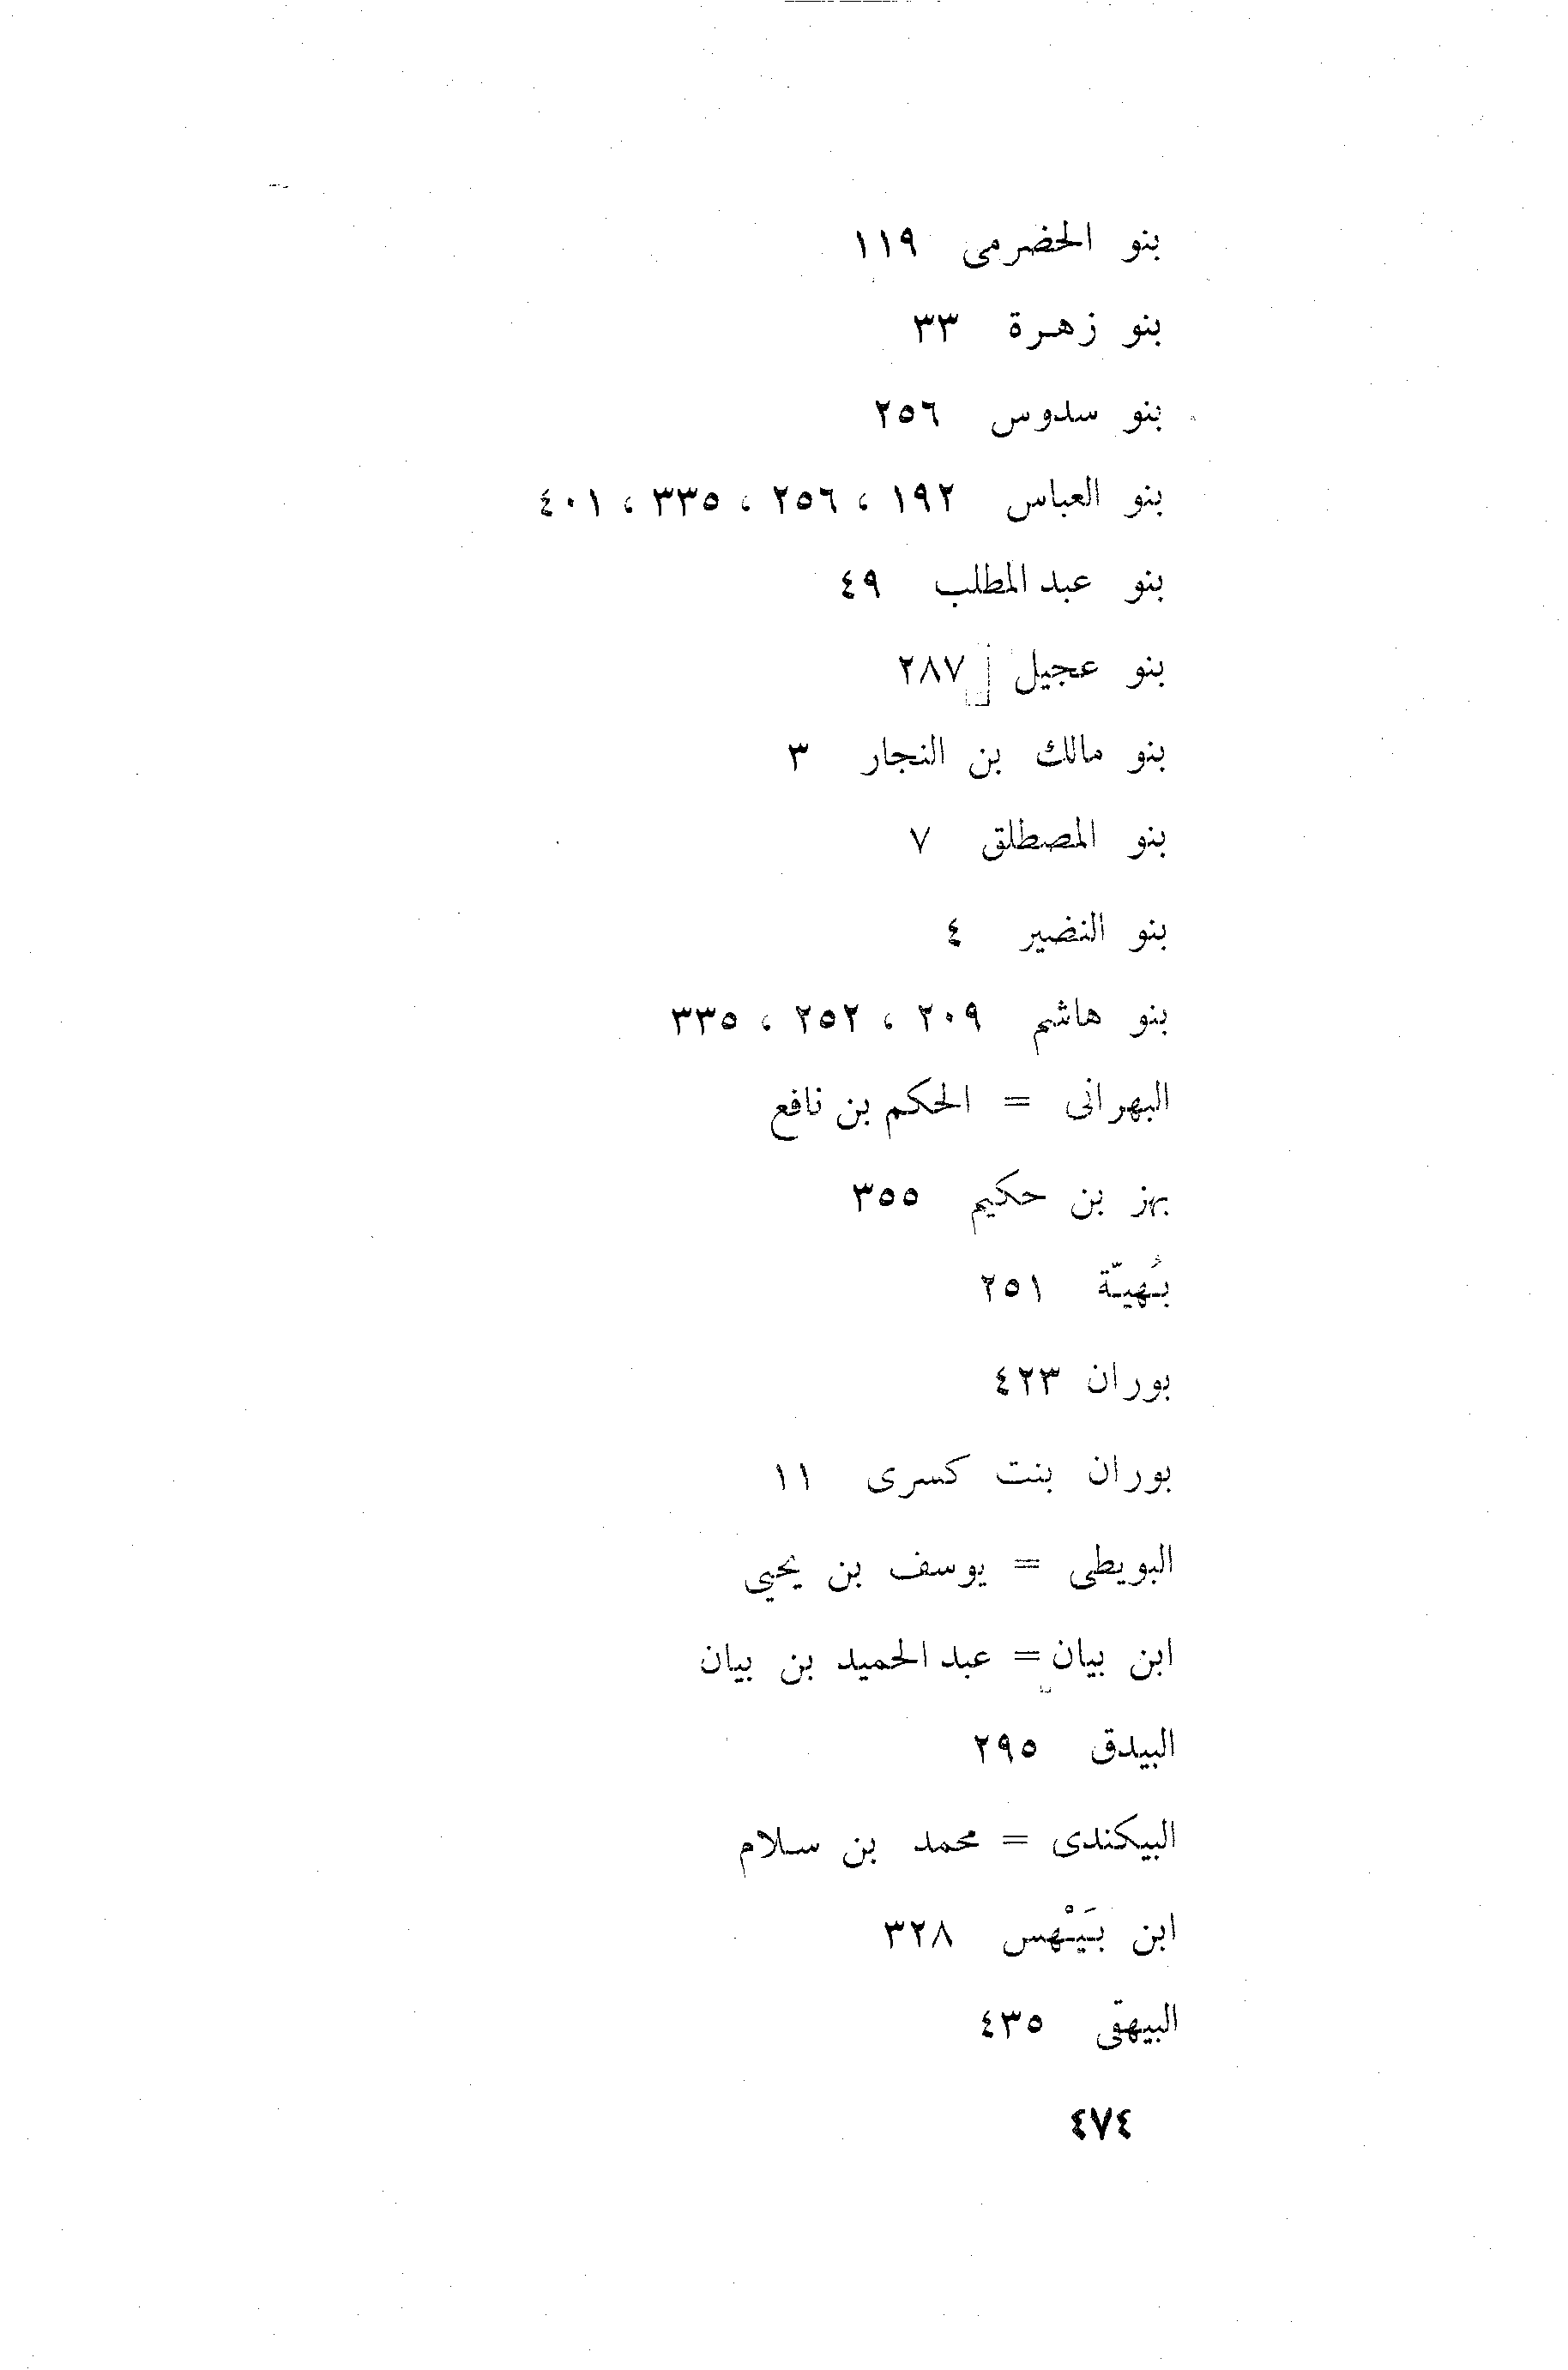 بنو الحضرمى ١١٩
بنو زهرة ٣٣
بنو سدوس ٢٥٦
بنو العباس ١٩٢ ، ٢٥٦ ، ٣٣٥ ، ٤٠١
بنو عبد المطلب ٤٩
بنو عجيل ٢٨٧
بنو مالك بن النجار ٣
بنو المصطلق ٧
بنو النضير ٤
بنو هاشم ٢٠٩ ، ٢٥٢ ، ٣٣٥
البهرانى = الحكم بن نافع
بهز بن حكيم ٣٥٥
بُهيّة ٢٥١
بوران ٤٢٣
بوران بنت كسرى ١١
البويطى = يوسف بن يحيى
ابن بيان = عبد الحميد بن بيان
البيدق ٢٩٥
البيكندى = محمد بن سلام
ابن بَيْهس ٣٢٨
البيهقى ٤٣٥
٤٧٤